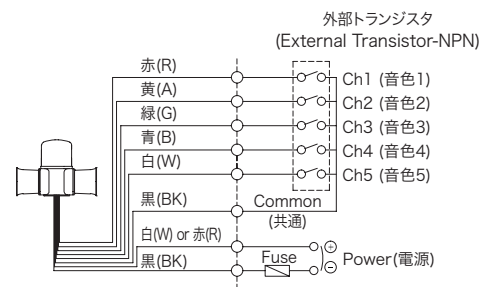 外部トランジスタ
(External Transistor-NPN)
赤(R)
Ch1 (音色1)
黄(A)
Ch2 (音色2)
緑(G)
Ch3 (音色3)
青(B)
Ch4 (音色4)
白(W)
Ch5 (音色5)
黒(BK)
Common
(共通)
白(W) or 赤(R)
黒(BK)
Fuse
⊕
⊖
Power(電源)